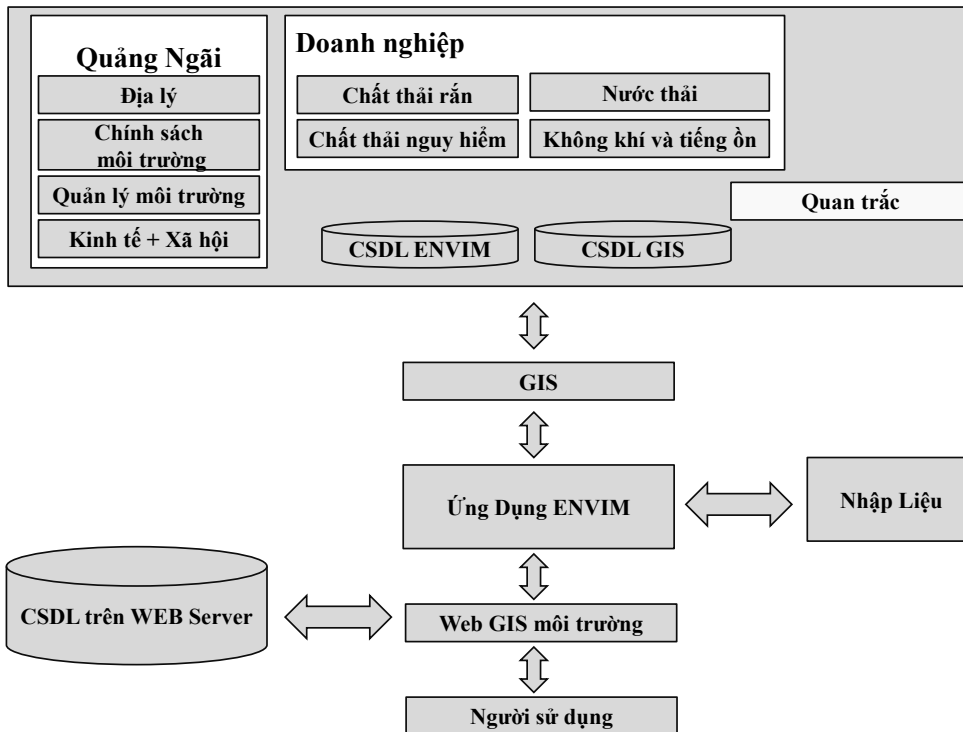 Quảng Ngãi
Địa lý
Chính sách
môi trường
Quản lý môi trường
Kinh tế + Xã hội
Doanh nghiệp
Chất thải rắn
Nước thải
Chất thải nguy hiểm
Không khí và tiếng ồn
Quan trắc
CSDL ENVIM
CSDL GIS
GIS
Ứng Dụng ENVIM
Nhập Liệu
CSDL trên WEB Server
Web GIS môi trường
Người sử dụng